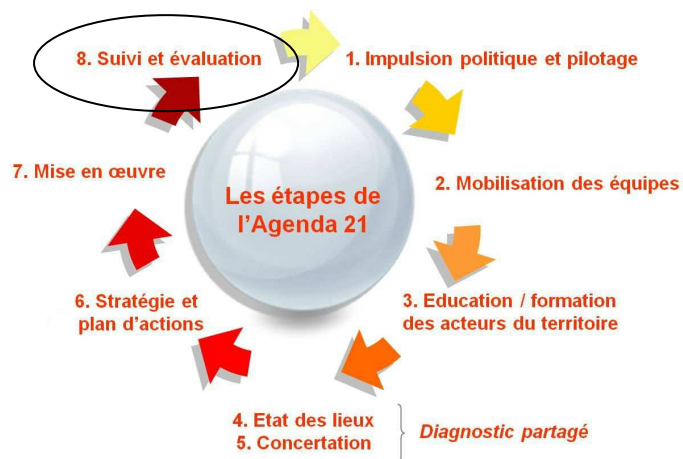 8. Suivi et évaluation
1. Impulsion politique et pilotage
7. Mise en œuvre
2. Mobilisation des équipes
Les étapes de
l'Agenda 21
6. Stratégie et
plan d'actions
3. Education / formation
des acteurs du territoire
4. Etat des lieux
5. Concertation
Diagnostic partagé